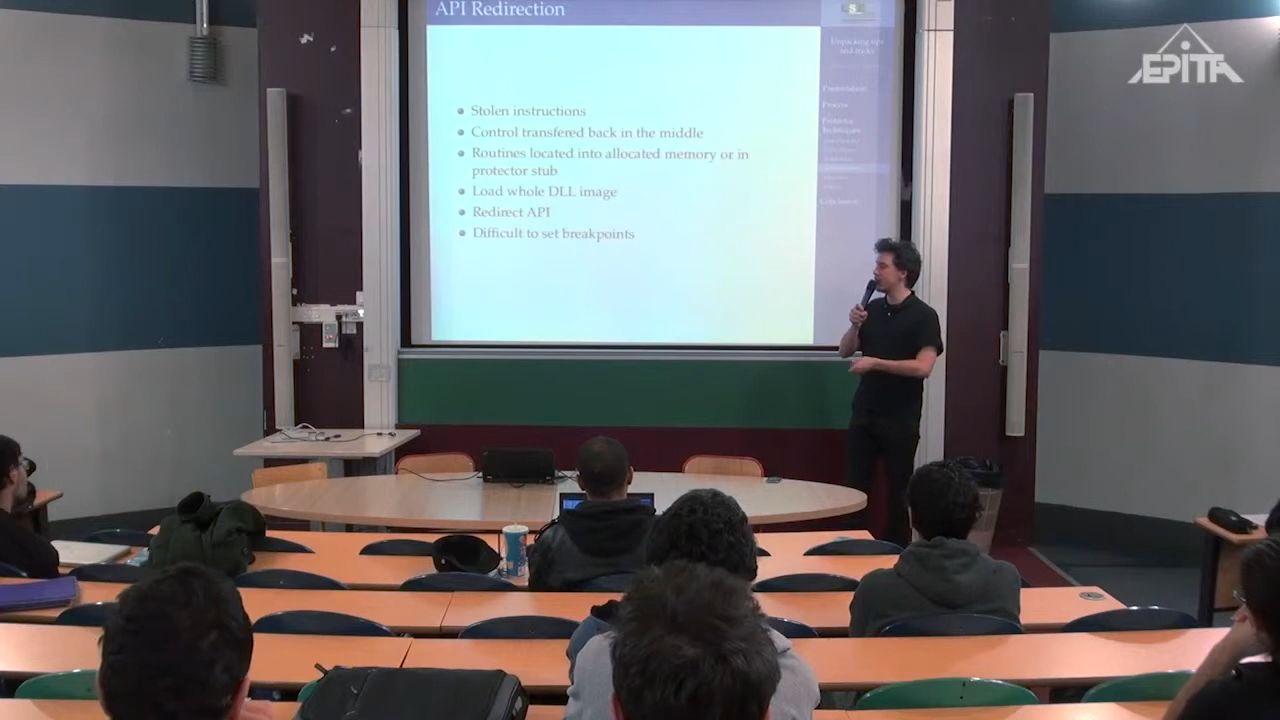 API Redirection
Stolen instructions
Control transfered back in the middle
Routines located into allocated memory or in
protector stub
Load whole DLL image
Redirect API
Difficult to set breakpoints
Unpacking tips
and tricks
Presentation
Process
Protector
Techniques
Conclusion
EPITA